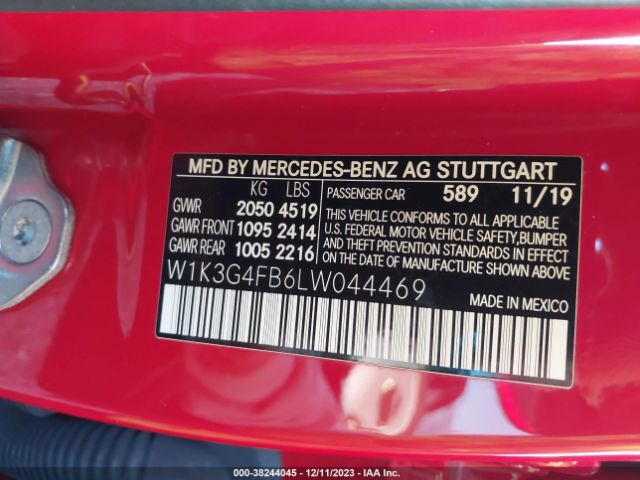 MFD BY MERCEDES-BENZ AG STUTTGART
KG LBS
GVWR 2050 4519
GAWR FRONT 1095 2414
GAWR REAR 1005 2216
PASSENGER CAR 589 11/19
THIS VEHICLE CONFORMS TO ALL APPLICABLE
U.S. FEDERAL MOTOR VEHICLE SAFETY, BUMPER
AND THEFT PREVENTION STANDARDS IN EFFECT
ON THE DATE OF MANUFACTURE SHOWN ABOVE.
W1K3G4FB6LW044469
MADE IN MEXICO
000-38244045 - 12/11/2023 - IAA Inc.